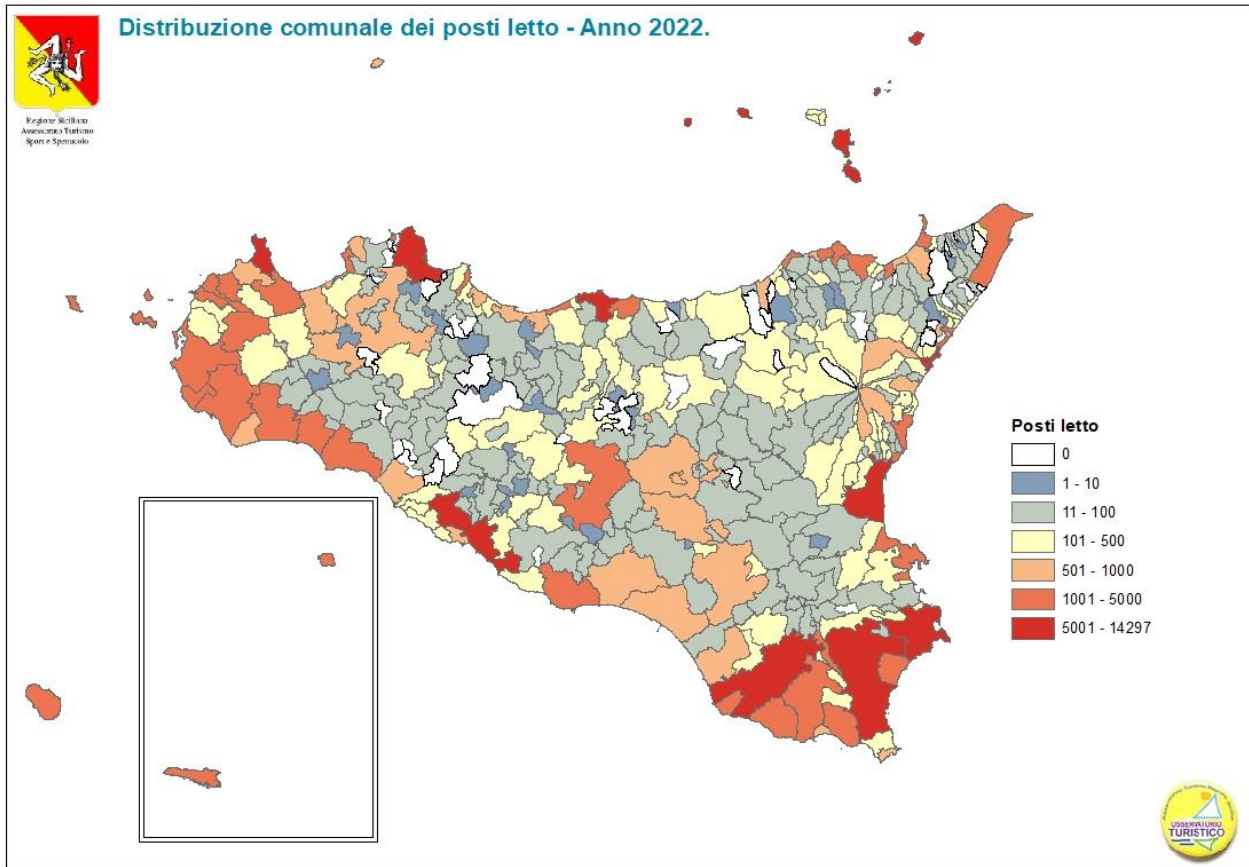 Distribuzione comunale dei posti letto - Anno 2022.
Regione Siciliana
Assessorato Turismo
Sport e Spettacolo
Posti letto
0
1 - 10
11 - 100
101 - 500
501 - 1000
1001 - 5000
5001 - 14297
OSSERVATORIO
TURISTICO